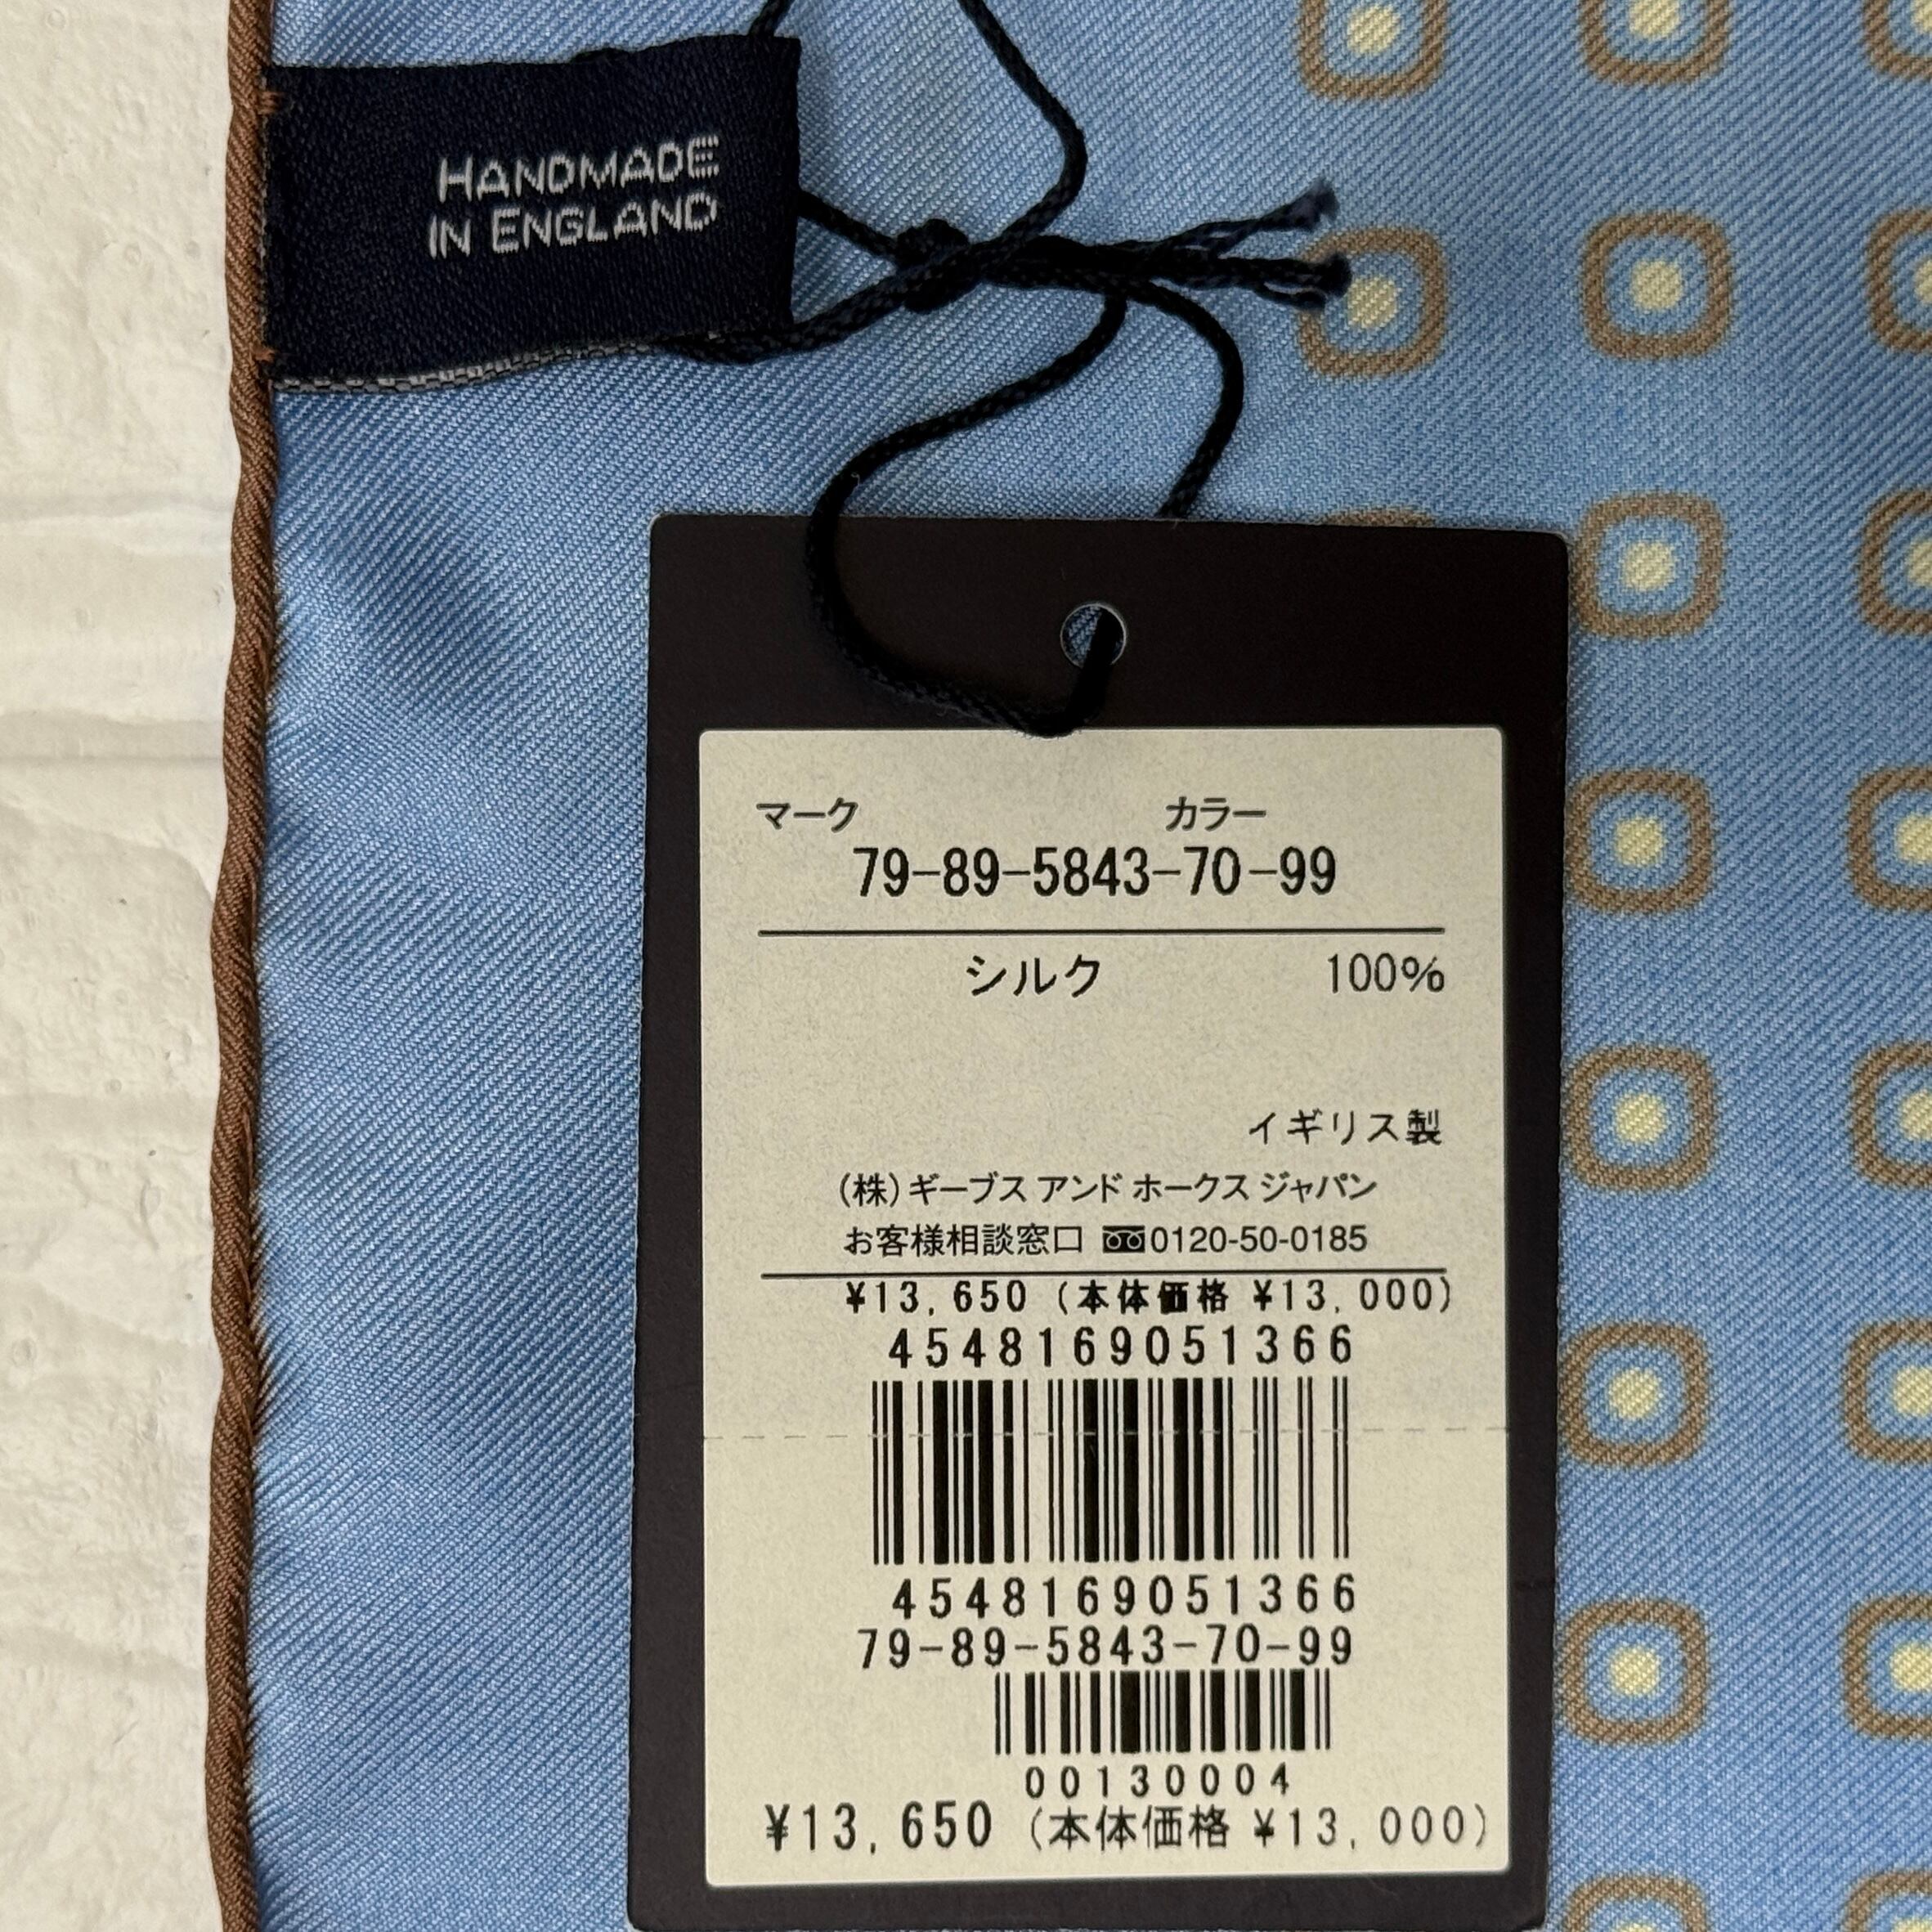 HANDMADE
IN ENGLAND
マーク カラー
79-89-5843-70-99
シルク 100%
イギリス製
(株)ギーブス アンド ホークス ジャパン
お客様相談窓口 0120-50-0185
¥13,650 (本体価格 ¥13,000)
4548169051366
4548169051366
79-89-5843-70-99
00130004
¥13,650 (本体価格 ¥13,000)